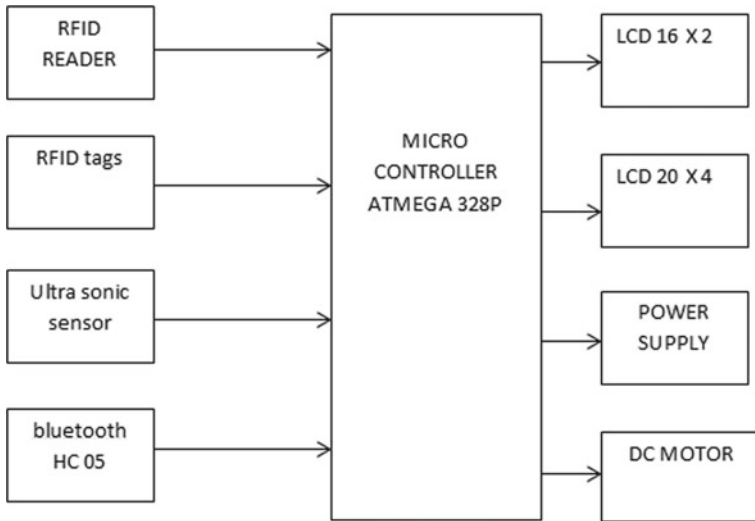 RFID
READER
RFID tags
Ultra sonic
sensor
bluetooth
HC 05
MICRO
CONTROLLER
ATMEGA 328P
LCD 16 X 2
LCD 20 X 4
POWER
SUPPLY
DC MOTOR